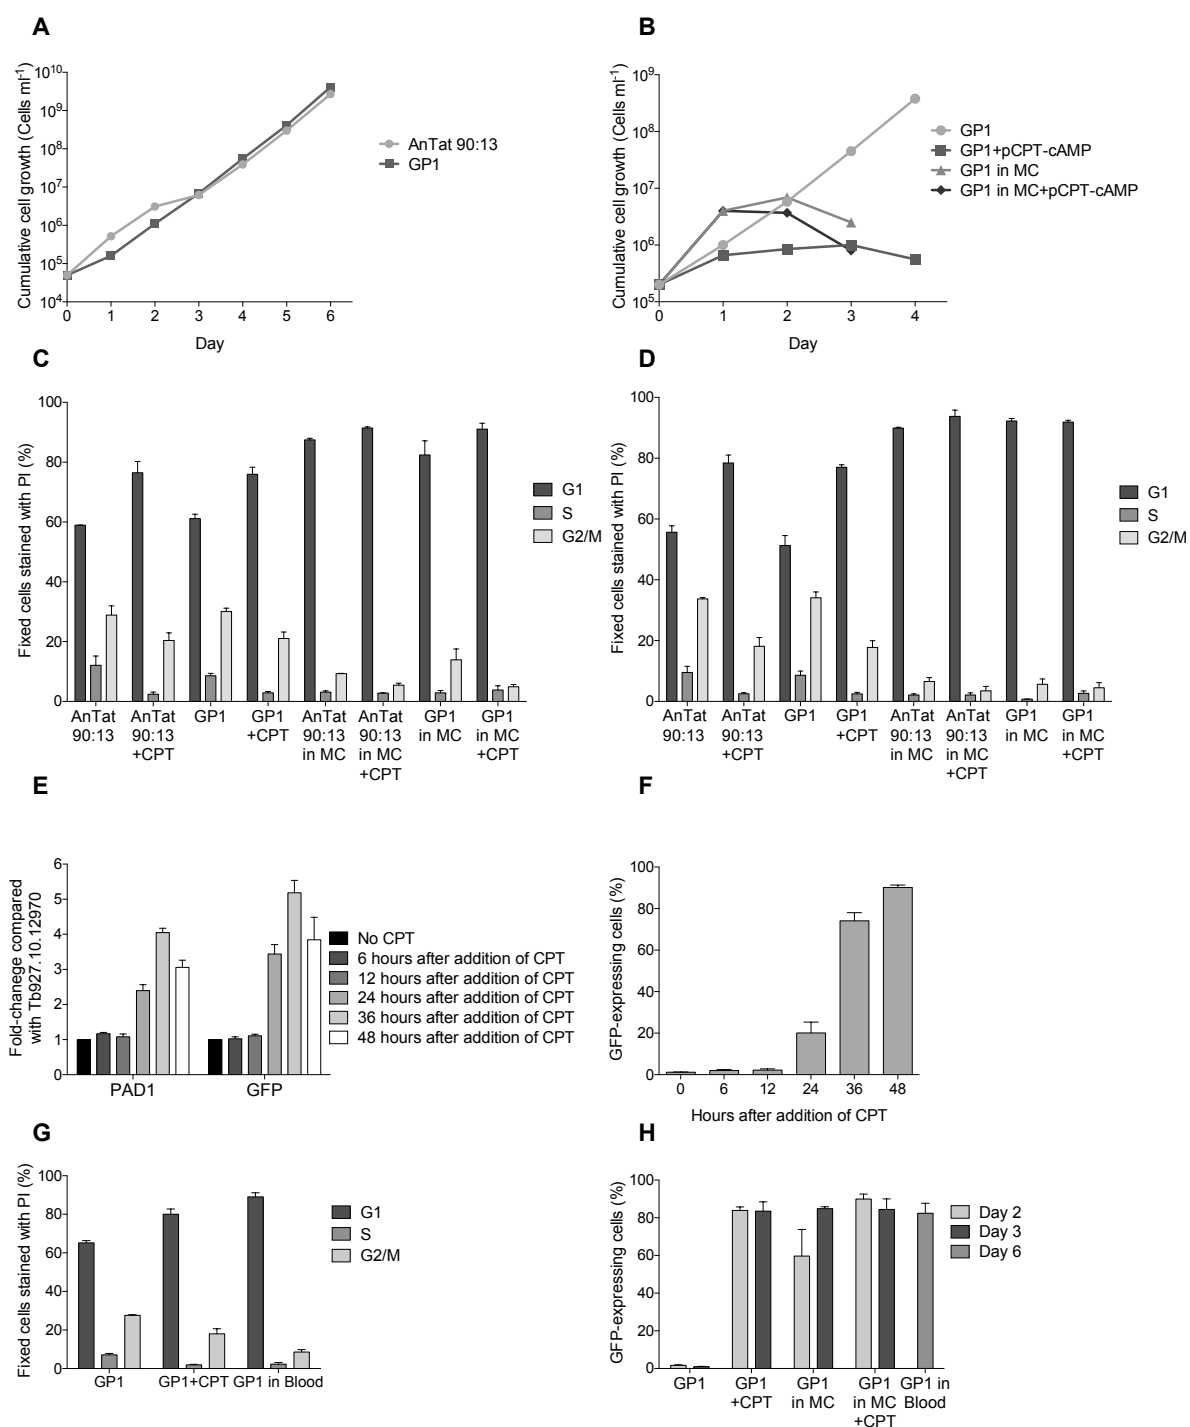 A
Cumulative cell growth (Cells ml-1)
10^10
10^9
10^8
10^7
10^6
10^5
10^4
0 1 2 3 4 5 6
Day
AnTat 90:13
GP1
B
Cumulative cell growth (Cells ml-1)
10^9
10^8
10^7
10^6
10^5
0 1 2 3 4
Day
GP1
GP1+pCPT-cAMP
GP1 in MC
GP1 in MC+pCPT-cAMP
C
Fixed cells stained with PI (%)
100
80
60
40
20
0
AnTat 90:13
AnTat 90:13 +CPT
GP1
GP1 +CPT
AnTat 90:13 in MC
AnTat 90:13 in MC +CPT
GP1 in MC
GP1 in MC +CPT
G1
S
G2/M
D
Fixed cells stained with PI (%)
100
80
60
40
20
0
AnTat 90:13
AnTat 90:13 +CPT
GP1
GP1 +CPT
AnTat 90:13 in MC
AnTat 90:13 in MC +CPT
GP1 in MC
GP1 in MC +CPT
G1
S
G2/M
E
Fold-chanege compared
with Tb927.10.12970
6
5
4
3
2
1
0
PAD1 GFP
No CPT
6 hours after addition of CPT
12 hours after addition of CPT
24 hours after addition of CPT
36 hours after addition of CPT
48 hours after addition of CPT
F
GFP-expressing cells (%)
100
80
60
40
20
0
0 6 12 24 36 48
Hours after addition of CPT
G
Fixed cells stained with PI (%)
100
80
60
40
20
0
GP1 GP1+CPT GP1 in Blood
G1
S
G2/M
H
GFP-expressing cells (%)
100
80
60
40
20
0
GP1
GP1 +CPT
GP1 in MC
GP1 in MC +CPT
GP1 in Blood
Day 2
Day 3
Day 6